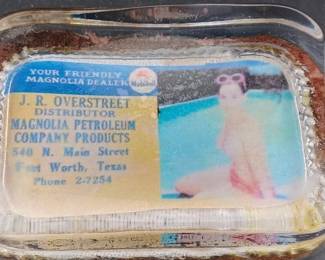 YOUR FRIENDLY
MAGNOLIA DEALER
Mobilgas
J. R. OVERSTREET
DISTRIBUTOR
MAGNOLIA PETROLEUM
COMPANY PRODUCTS
540 N. Main Street
Fort Worth, Texas
Phone 2-7254